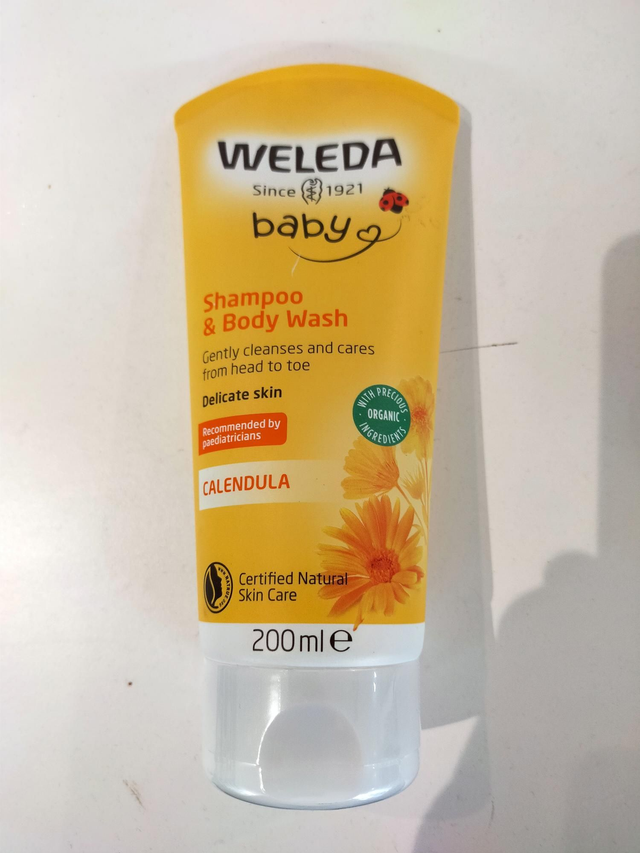 WELEDA
Since 1921
baby
Shampoo
& Body Wash
Gently cleanses and cares
from head to toe
Delicate skin
WITH PRECIOUS
ORGANIC
INGREDIENTS
Recommended by
paediatricians
CALENDULA
Certified Natural
Skin Care
200ml e